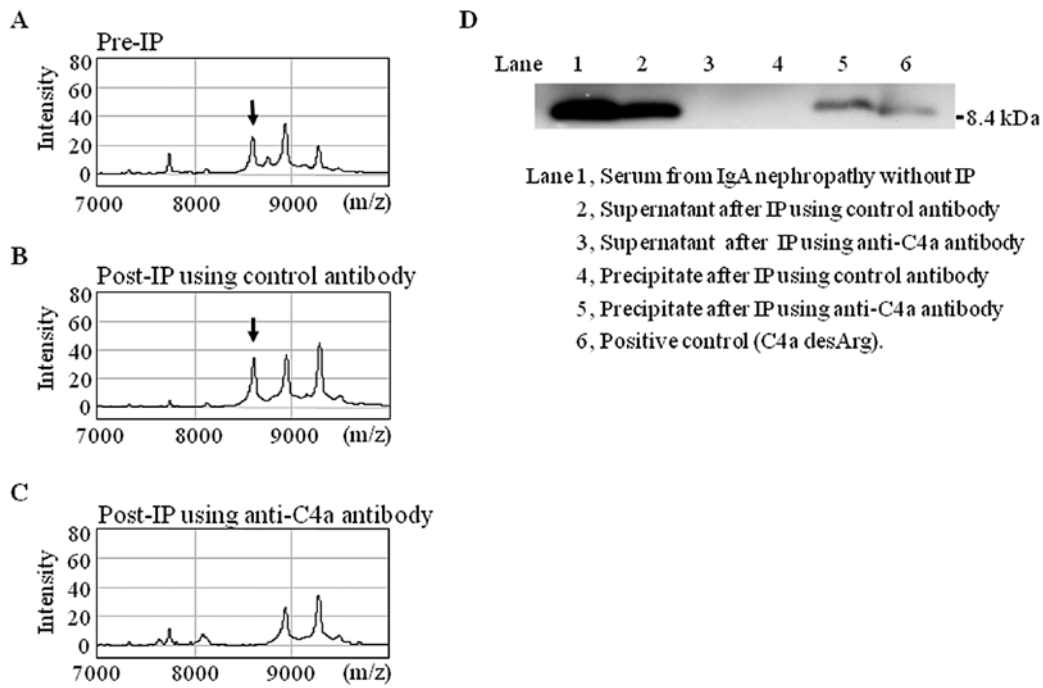 A
Pre-IP
Intensity
80
60
40
20
0
7000 8000 9000 (m/z)
B
Post-IP using control antibody
Intensity
80
60
40
20
0
7000 8000 9000 (m/z)
C
Post-IP using anti-C4a antibody
Intensity
80
60
40
20
0
7000 8000 9000 (m/z)
D
Lane 1 2 3 4 5 6
-8.4 kDa
Lane 1, Serum from IgA nephropathy without IP
2, Supernatant after IP using control antibody
3, Supernatant after IP using anti-C4a antibody
4, Precipitate after IP using control antibody
5, Precipitate after IP using anti-C4a antibody
6, Positive control (C4a desArg).